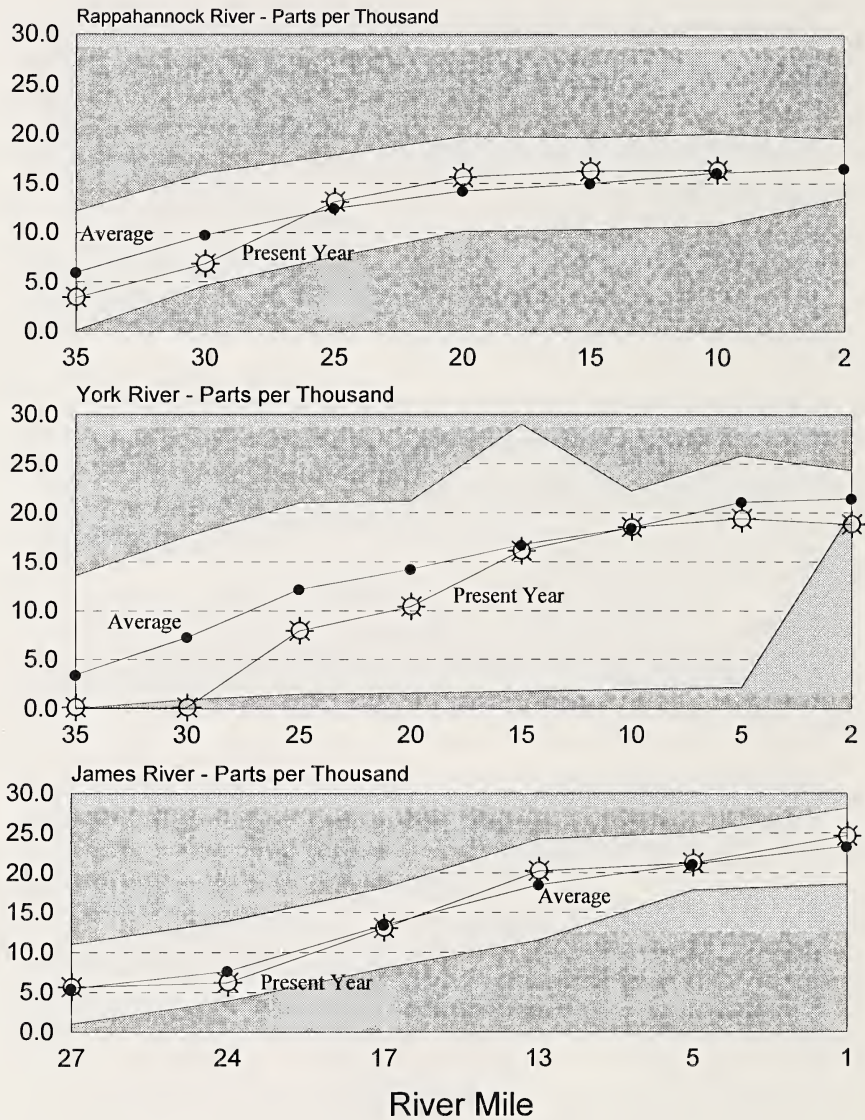 Rappahannock River - Parts per Thousand
30.0
25.0
20.0
15.0
10.0
5.0
0.0
Average
Present Year
35 30 25 20 15 10 2
York River - Parts per Thousand
30.0
25.0
20.0
15.0
10.0
5.0
0.0
Average
Present Year
35 30 25 20 15 10 5 2
James River - Parts per Thousand
30.0
25.0
20.0
15.0
10.0
5.0
0.0
Average
Present Year
27 24 17 13 5 1
River Mile